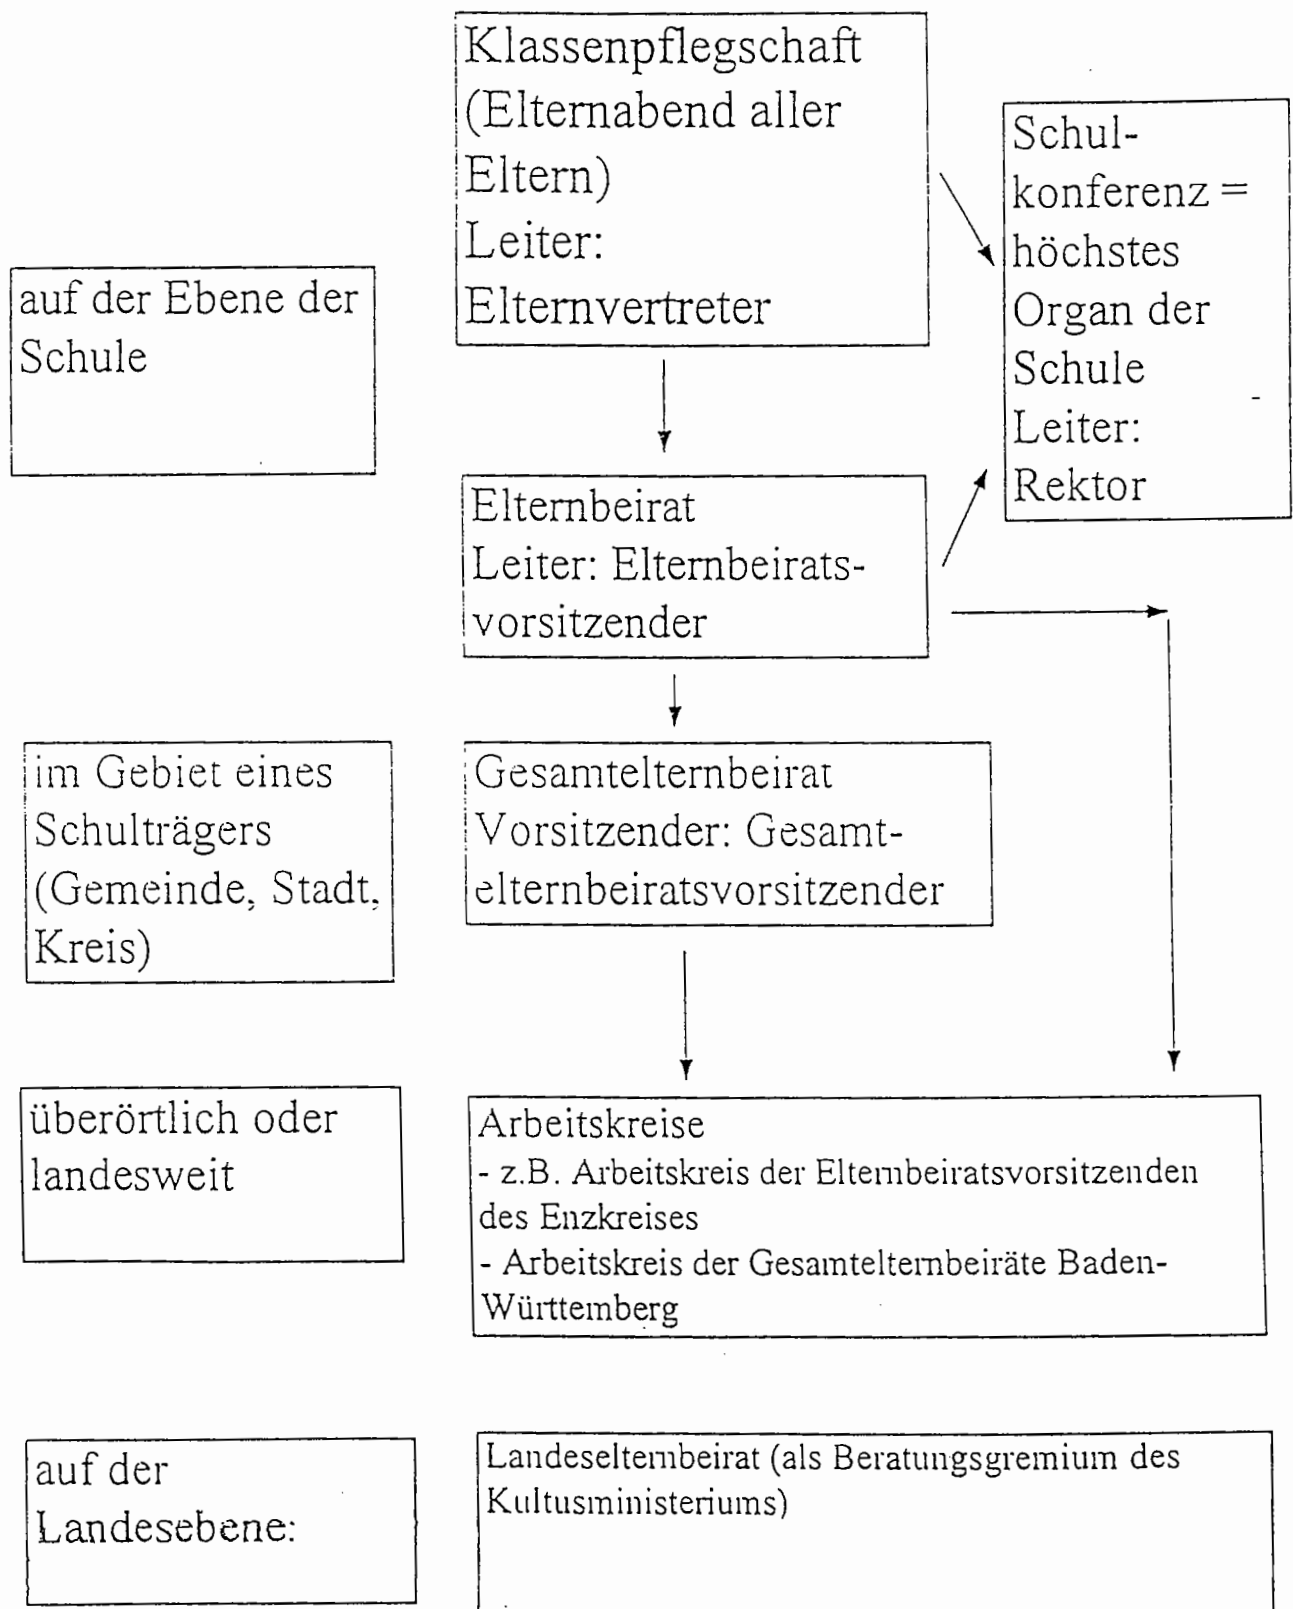 Klassenpflegschaft
(Elternabend aller
Eltern)
Leiter:
Elternvertreter
Schul-
konferenz =
höchstes
Organ der
Schule
Leiter:
Rektor
auf der Ebene der
Schule
Elternbeirat
Leiter: Elternbeirats-
vorsitzender
im Gebiet eines
Schulträgers
(Gemeinde, Stadt,
Kreis)
Gesamtelternbeirat
Vorsitzender: Gesamt-
elternbeiratsvorsitzender
überörtlich oder
landesweit
Arbeitskreise
- z.B. Arbeitskreis der Elternbeiratsvorsitzenden
des Enzkreises
- Arbeitskreis der Gesamtelternbeiräte Baden-
Württemberg
auf der
Landesebene:
Landeselternbeirat (als Beratungsgremium des
Kultusministeriums)